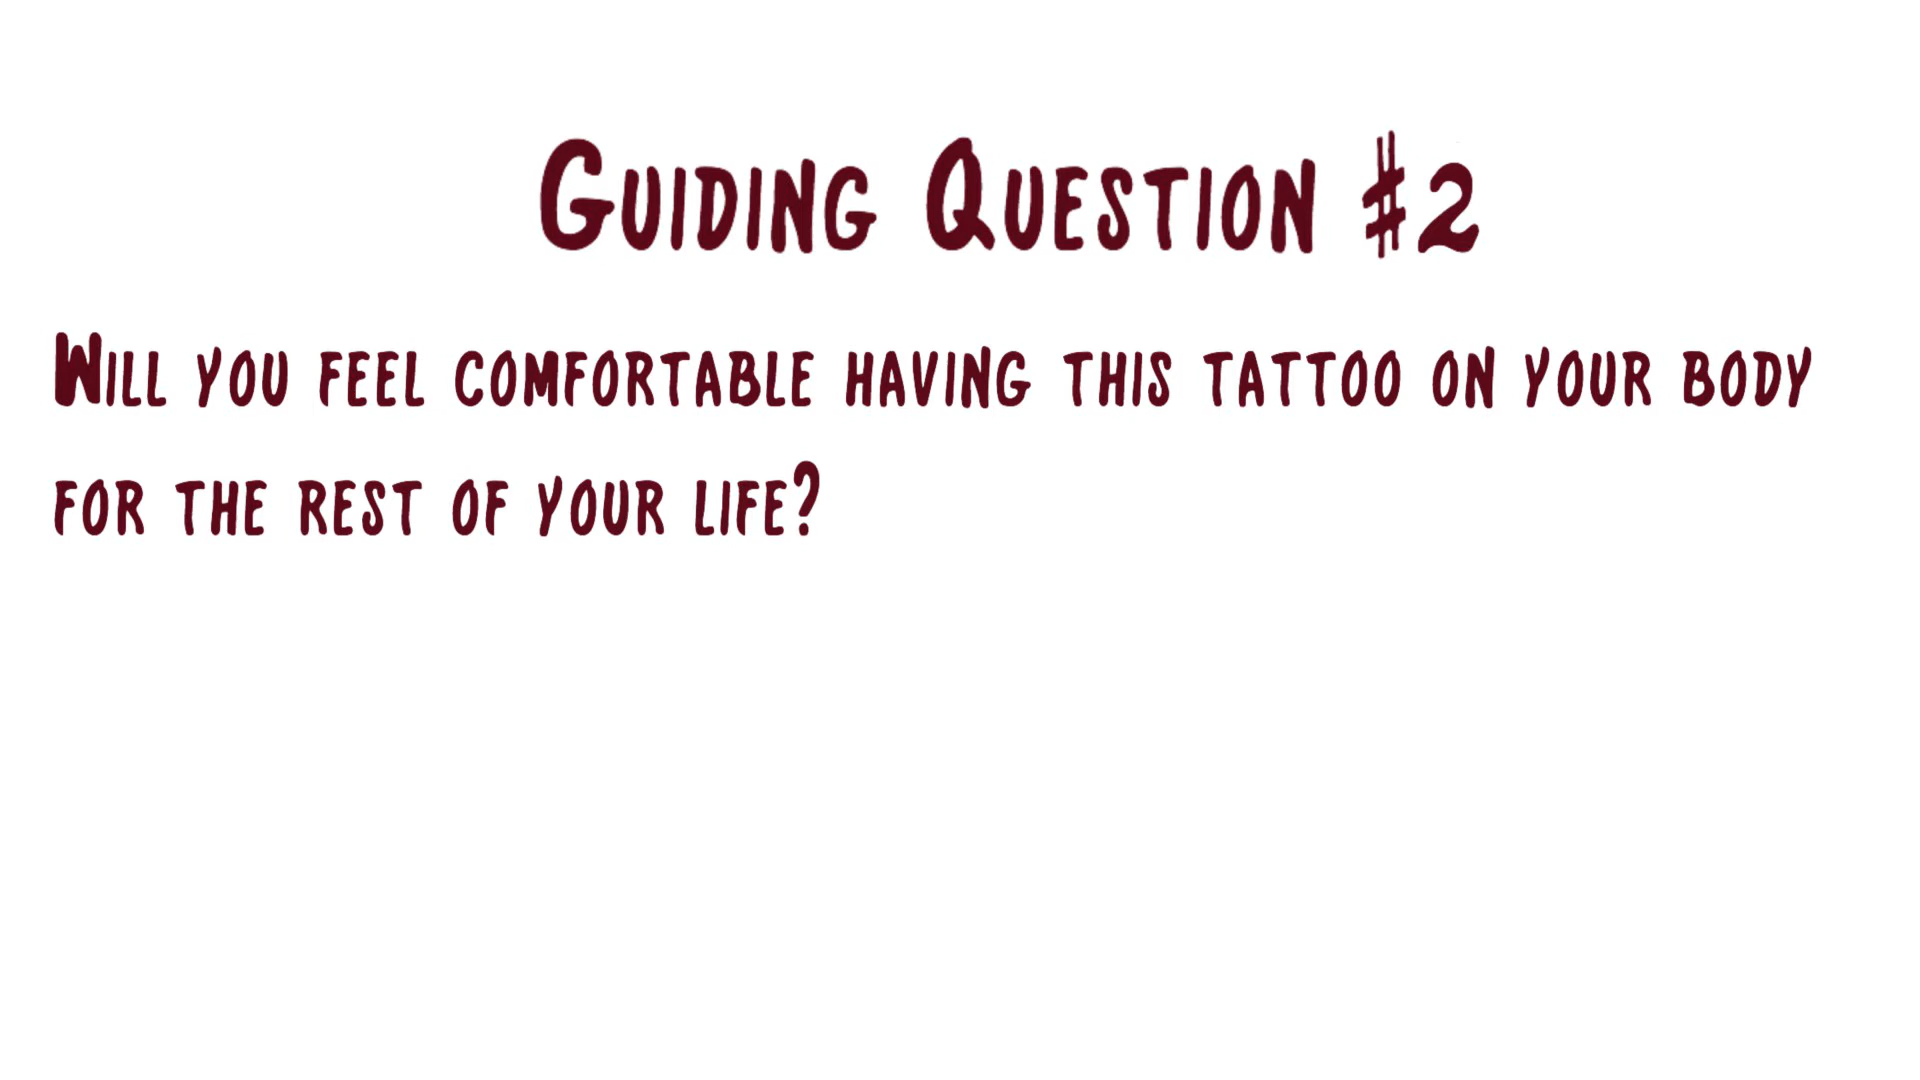 Guiding Question #2
Will you feel comfortable having this tattoo on your body
for the rest of your life?